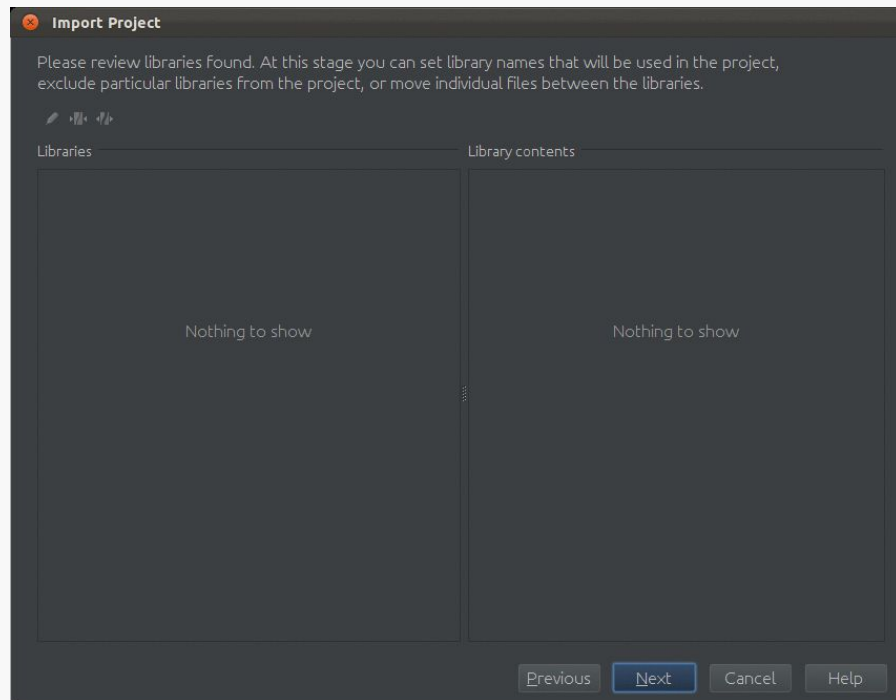 Import Project
Please review libraries found. At this stage you can set library names that will be used in the project,
exclude particular libraries from the project, or move individual files between the libraries.
Libraries
Library contents
Nothing to show
Nothing to show
Previous
Next
Cancel
Help